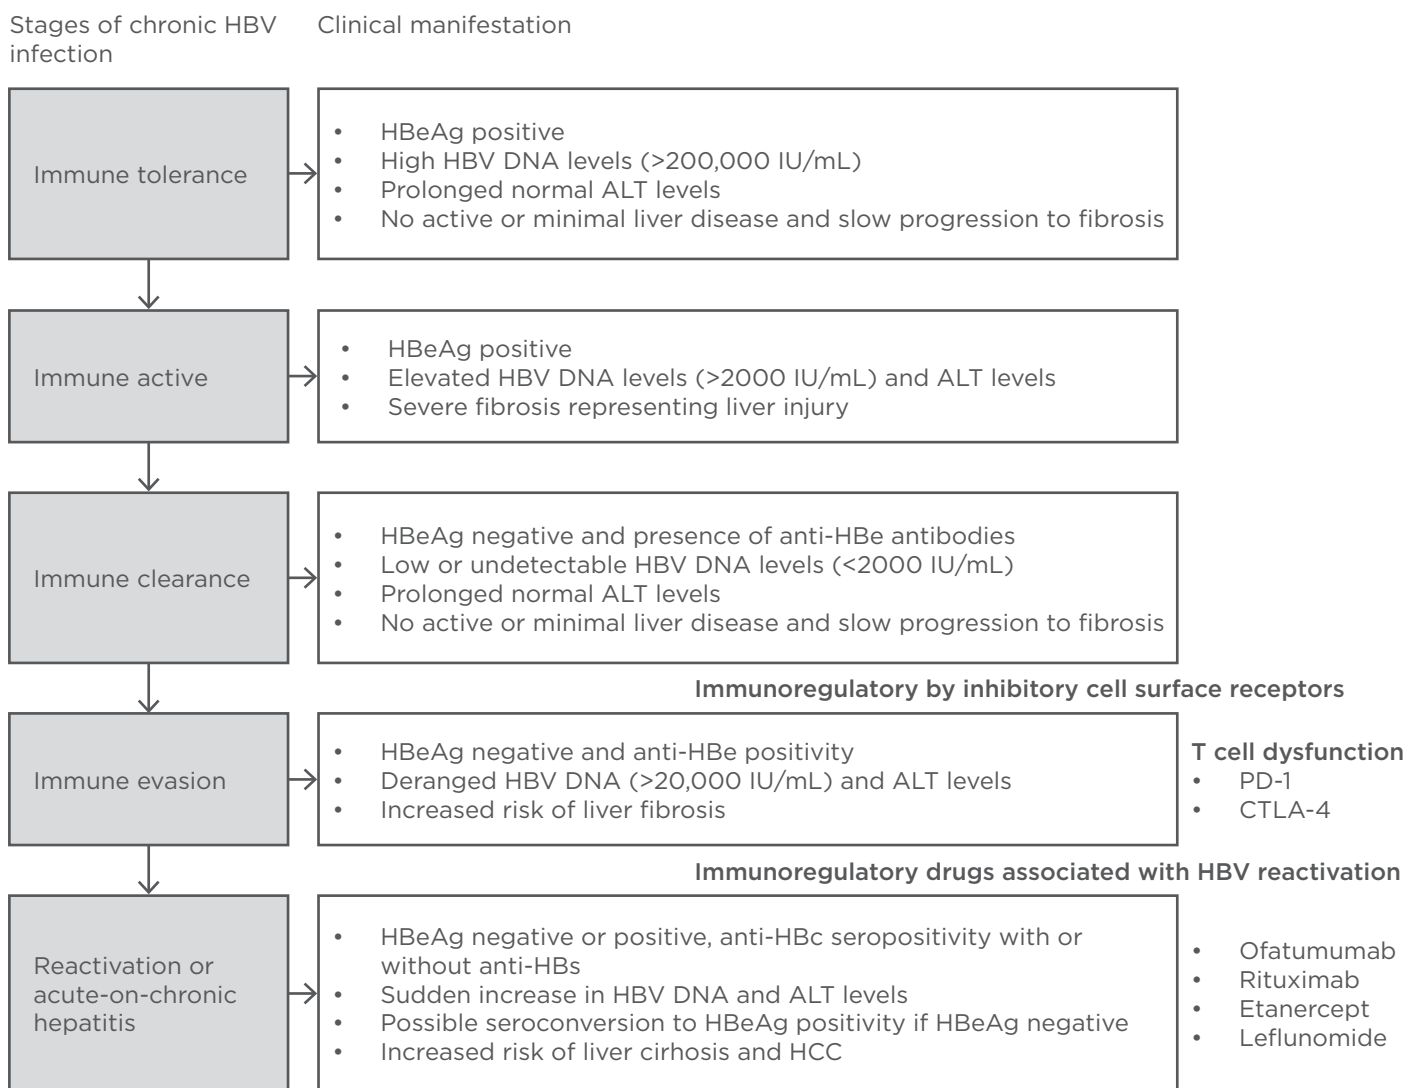 Stages of chronic HBV
infection
Clinical manifestation
Immune tolerance
• HBeAg positive
• High HBV DNA levels (>200,000 IU/mL)
• Prolonged normal ALT levels
• No active or minimal liver disease and slow progression to fibrosis
Immune active
• HBeAg positive
• Elevated HBV DNA levels (>2000 IU/mL) and ALT levels
• Severe fibrosis representing liver injury
Immune clearance
• HBeAg negative and presence of anti-HBe antibodies
• Low or undetectable HBV DNA levels (<2000 IU/mL)
• Prolonged normal ALT levels
• No active or minimal liver disease and slow progression to fibrosis
Immunoregulatory by inhibitory cell surface receptors
Immune evasion
• HBeAg negative and anti-HBe positivity
• Deranged HBV DNA (>20,000 IU/mL) and ALT levels
• Increased risk of liver fibrosis
T cell dysfunction
• PD-1
• CTLA-4
Immunoregulatory drugs associated with HBV reactivation
Reactivation or
acute-on-chronic
hepatitis
• HBeAg negative or positive, anti-HBc seropositivity with or
without anti-HBs
• Sudden increase in HBV DNA and ALT levels
• Possible seroconversion to HBeAg positivity if HBeAg negative
• Increased risk of liver cirhosis and HCC
• Ofatumumab
• Rituximab
• Etanercept
• Leflunomide